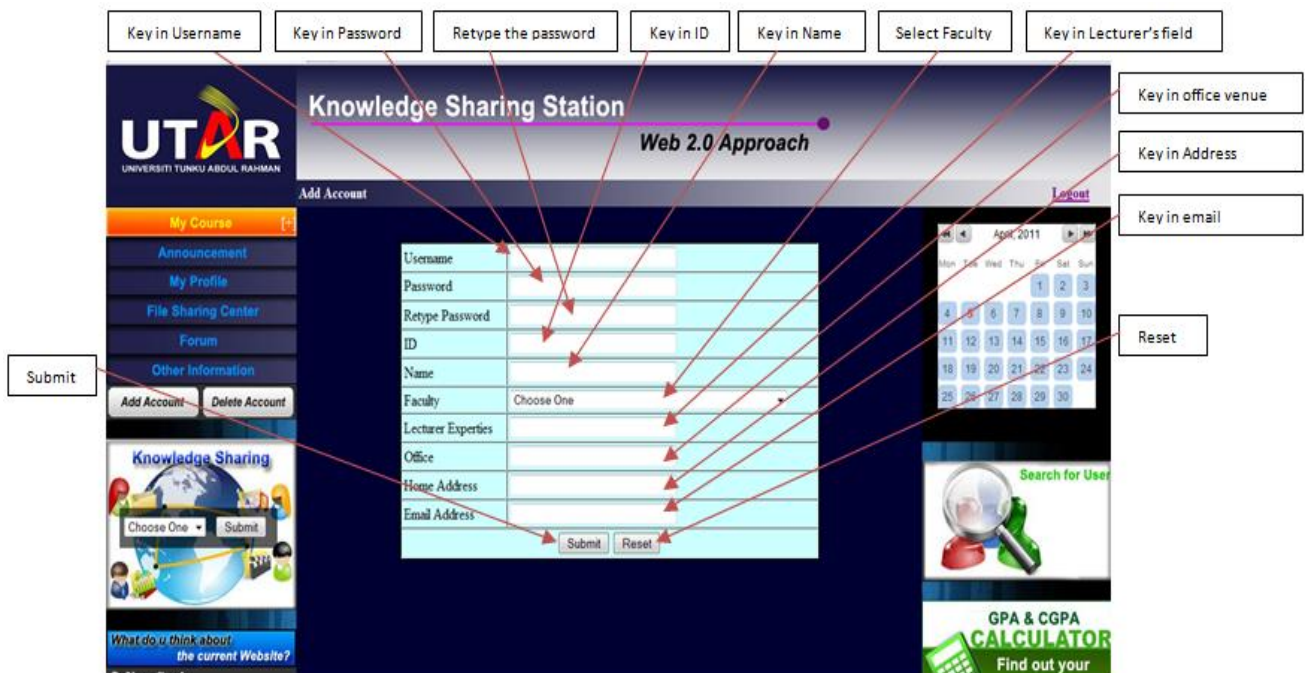 Key in Username
Key in Password
Retype the password
Key in ID
Key in Name
Select Faculty
Key in Lecturer's field
Key in office venue
Key in Address
Key in email
Reset
Submit
UTAR
UNIVERSITI TUNKU ABDUL RAHMAN
Knowledge Sharing Station
Web 2.0 Approach
Add Account
Logout
My Course [+]
Announcement
My Profile
File Sharing Center
Forum
Other Information
Add Account Delete Account
Knowledge Sharing
Choose One Submit
What do u think about
the current Website?
Username
Password
Retype Password
ID
Name
Faculty Choose One
Lecturer Experties
Office
Home Address
Email Address
Submit Reset
April, 2011
Mon Tue Wed Thu Fri Sat Sun
1 2 3
4 5 6 7 8 9 10
11 12 13 14 15 16 17
18 19 20 21 22 23 24
25 26 27 28 29 30
Search for User
GPA & CGPA
CALCULATOR
Find out your